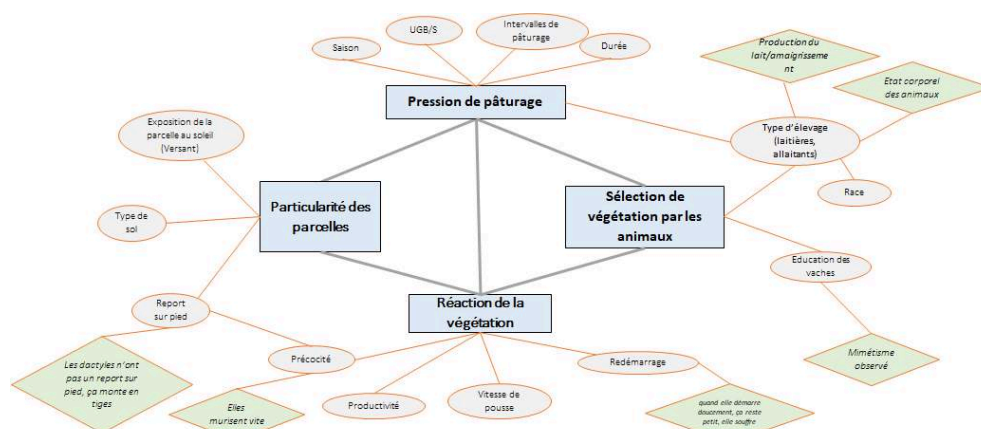 UGB/S
Intervalles de
pâturage
Saison
Durée
Production du
lait/amaigrisseme
nt
Etat corporel
des animaux
Pression de pâturage
Exposition de la
parcelle au soleil
(Versant)
Type d'élevage
(laitières,
allaitants)
Race
Type de
sol
Particularité des
parcelles
Sélection de
végétation par les
animaux
Education des
vaches
Report
sur pied
Réaction de la
végétation
Mimétisme
observé
Les dactyles n'ont
pas un report sur
pied, ça monte en
tiges
Précocité
Redémarrage
Elles
murisent vite
Productivité
Vitesse de
pousse
quand elle démarre
doucement, ça reste
petit, elle souffre